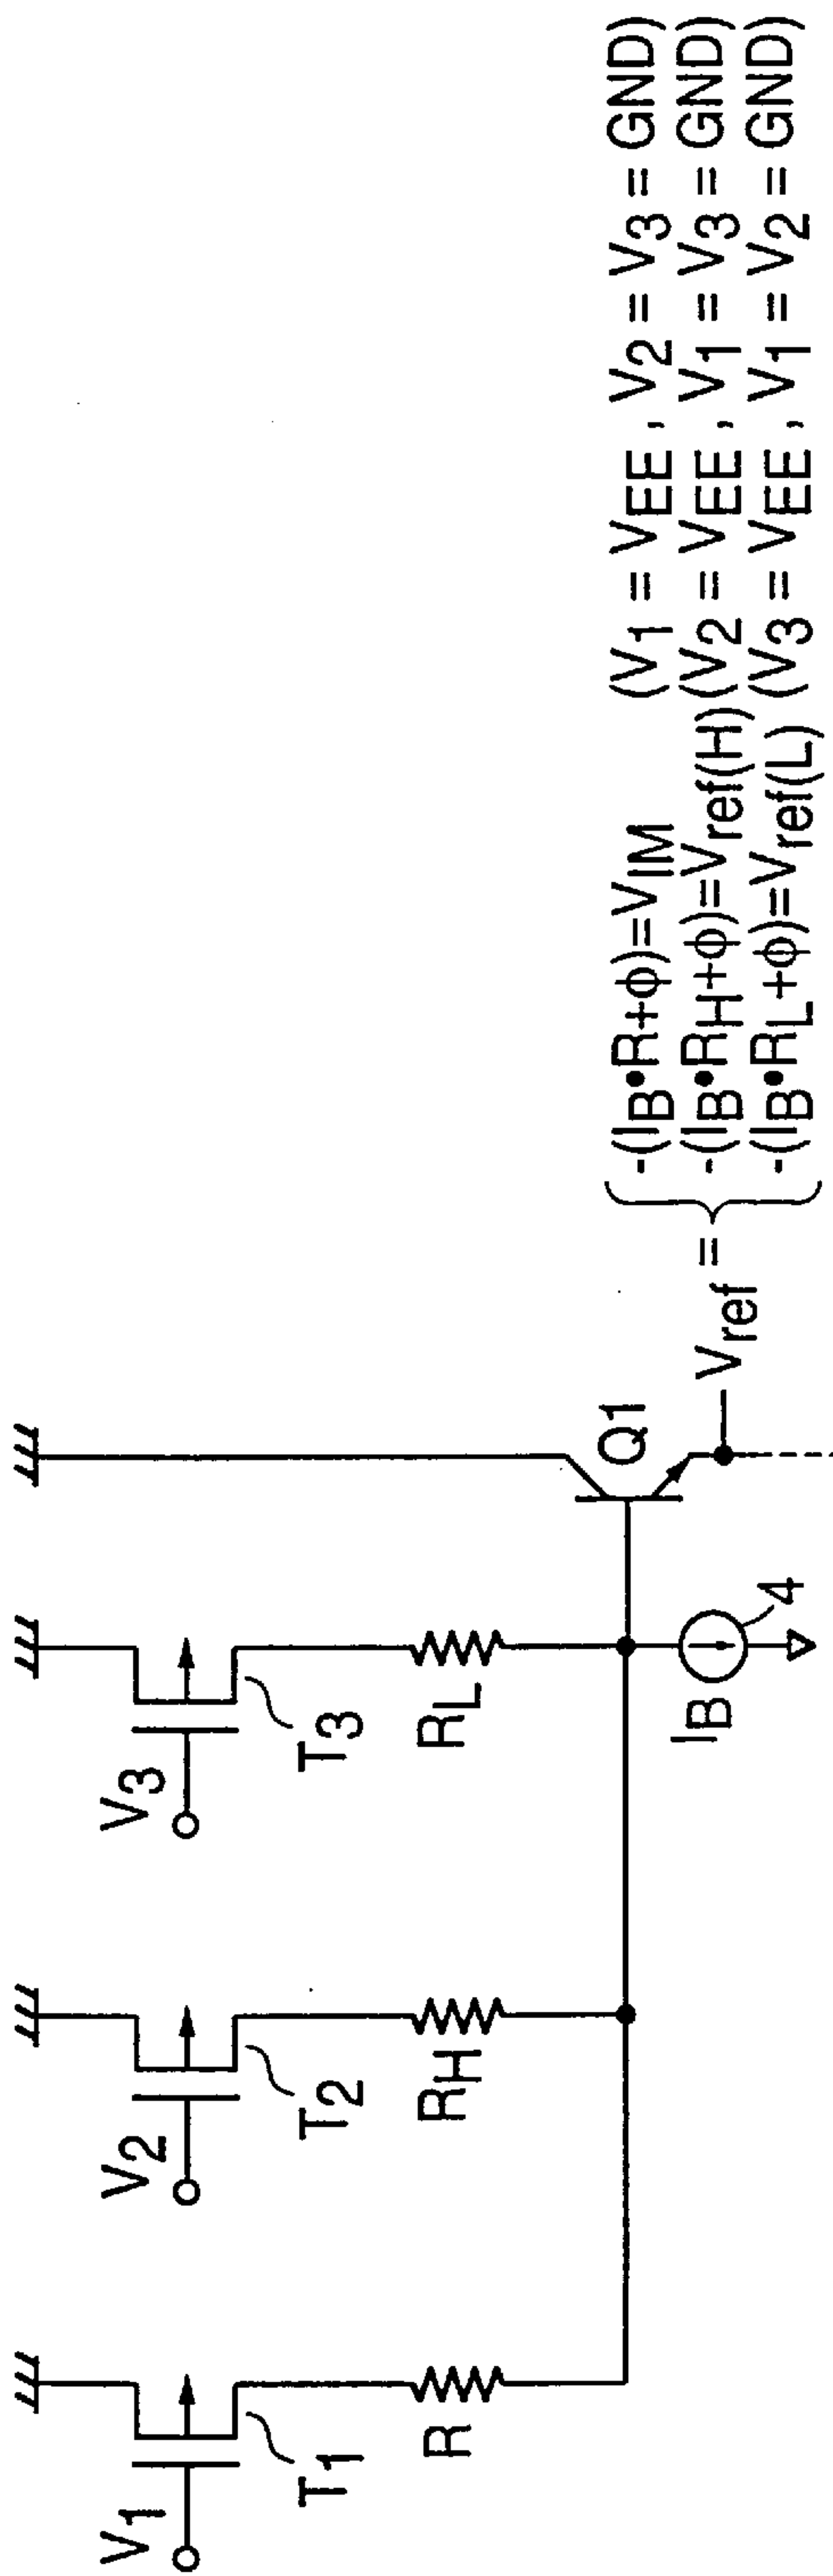 V1
V2
V3
T1
T2
T3
R
RH
RL
Q1
IB
4
Vref =
-(IB•R+ϕ)=VIM (V1 = VEE , V2 = V3 = GND)
-(IB•RH+ϕ)=Vref(H) (V2 = VEE , V1 = V3 = GND)
-(IB•RL+ϕ)=Vref(L) (V3 = VEE , V1 = V2 = GND)